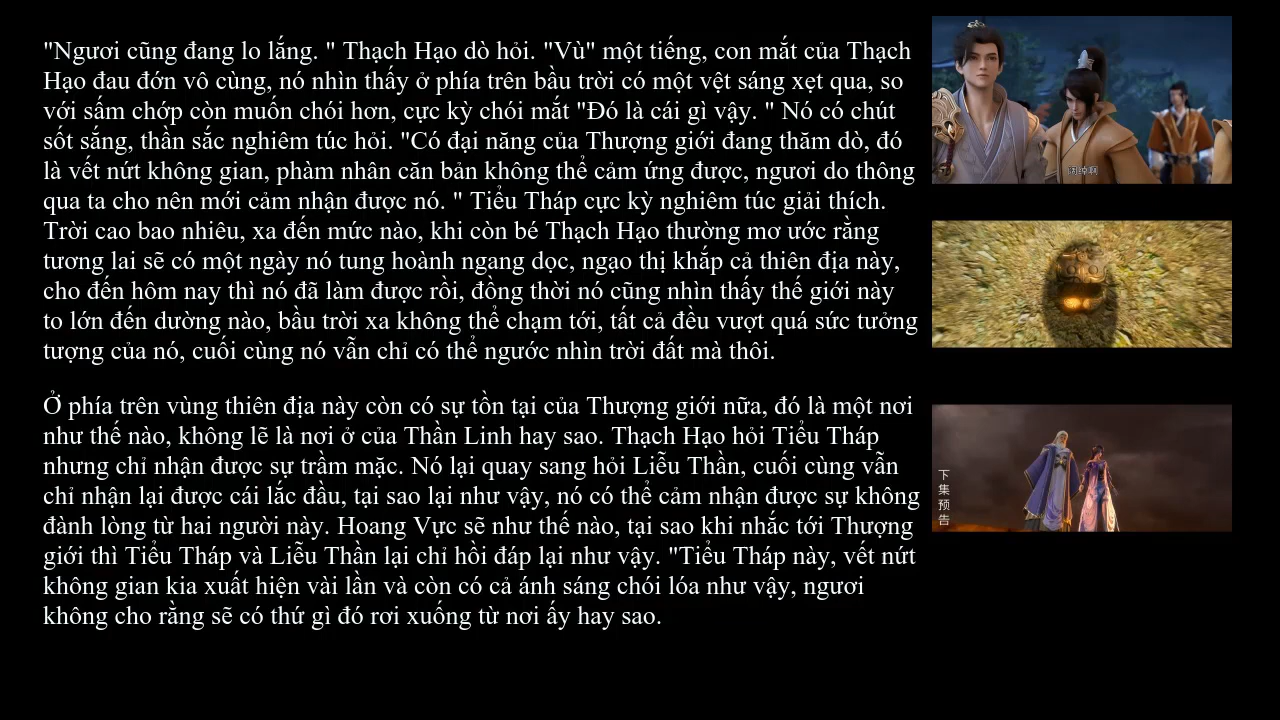 "Ngươi cũng đang lo lắng. " Thạch Hạo dò hỏi. "Vù" một tiếng, con mắt của Thạch
Hạo đau đớn vô cùng, nó nhìn thấy ở phía trên bầu trời có một vệt sáng xẹt qua, so
với sấm chớp còn muốn chói hơn, cực kỳ chói mắt "Đó là cái gì vậy. " Nó có chút
sốt sắng, thần sắc nghiêm túc hỏi. "Có đại năng của Thượng giới đang thăm dò, đó
là vết nứt không gian, phàm nhân căn bản không thể cảm ứng được, ngươi do thông
qua ta cho nên mới cảm nhận được nó. " Tiểu Tháp cực kỳ nghiêm túc giải thích.
Trời cao bao nhiêu, xa đến mức nào, khi còn bé Thạch Hạo thường mơ ước rằng
tương lai sẽ có một ngày nó tung hoành ngang dọc, ngạo thị khắp cả thiên địa này,
cho đến hôm nay thì nó đã làm được rồi, đồng thời nó cũng nhìn thấy thế giới này
to lớn đến dường nào, bầu trời xa không thể chạm tới, tất cả đều vượt quá sức tưởng
tượng của nó, cuối cùng nó vẫn chỉ có thể ngước nhìn trời đất mà thôi.
Ở phía trên vùng thiên địa này còn có sự tồn tại của Thượng giới nữa, đó là một nơi
như thế nào, không lẽ là nơi ở của Thần Linh hay sao. Thạch Hạo hỏi Tiểu Tháp
nhưng chỉ nhận được sự trầm mặc. Nó lại quay sang hỏi Liễu Thần, cuối cùng vẫn
chỉ nhận lại được cái lắc đầu, tại sao lại như vậy, nó có thể cảm nhận được sự không
đành lòng từ hai người này. Hoang Vực sẽ như thế nào, tại sao khi nhắc tới Thượng
giới thì Tiểu Tháp và Liễu Thần lại chỉ hồi đáp lại như vậy. "Tiểu Tháp này, vết nứt
không gian kia xuất hiện vài lần và còn có cả ánh sáng chói lóa như vậy, ngươi
không cho rằng sẽ có thứ gì đó rơi xuống từ nơi ấy hay sao.
下集预告